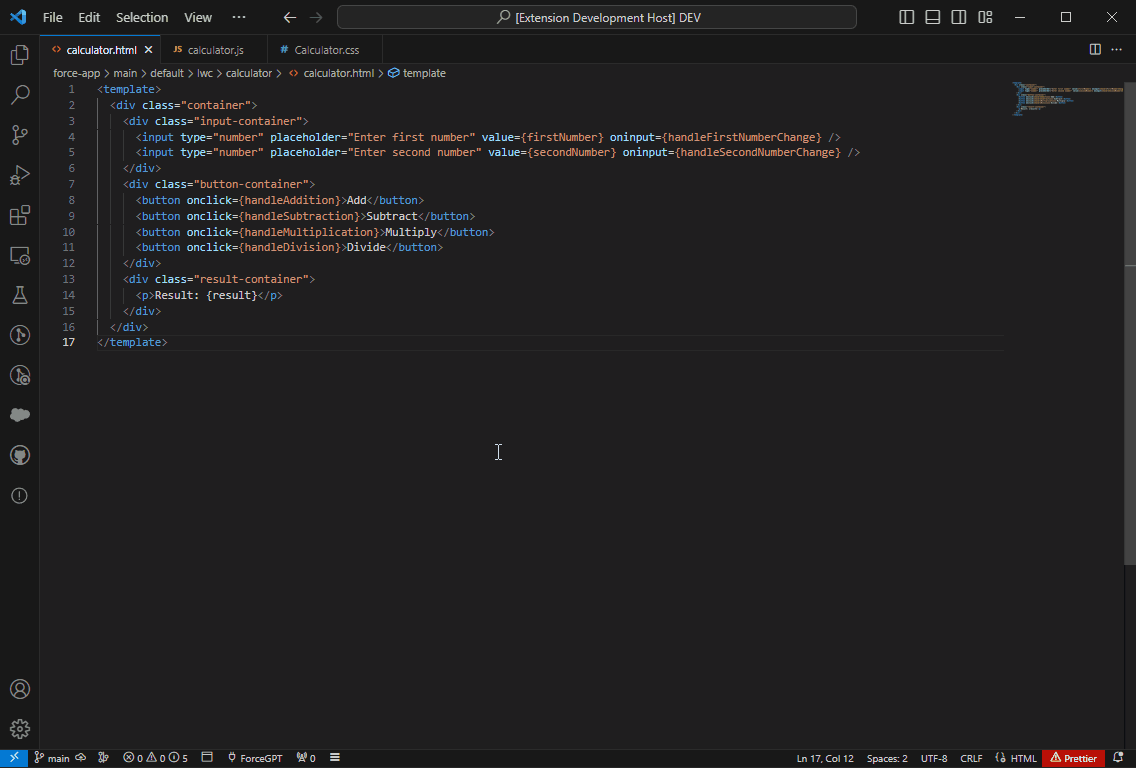 File Edit Selection View ··· [Extension Development Host] DEV
calculator.html calculator.js Calculator.css
force-app > main > default > lwc > calculator > calculator.html > template
1 <template>
2 <div class="container">
3 <div class="input-container">
4 <input type="number" placeholder="Enter first number" value={firstNumber} oninput={handleFirstNumberChange} />
5 <input type="number" placeholder="Enter second number" value={secondNumber} oninput={handleSecondNumberChange} />
6 </div>
7 <div class="button-container">
8 <button onclick={handleAddition}>Add</button>
9 <button onclick={handleSubtraction}>Subtract</button>
10 <button onclick={handleMultiplication}>Multiply</button>
11 <button onclick={handleDivision}>Divide</button>
12 </div>
13 <div class="result-container">
14 <p>Result: {result}</p>
15 </div>
16 </div>
17 </template>
main 0 0 5 ForceGPT 0 Ln 17, Col 12 Spaces: 2 UTF-8 CRLF HTML Prettier